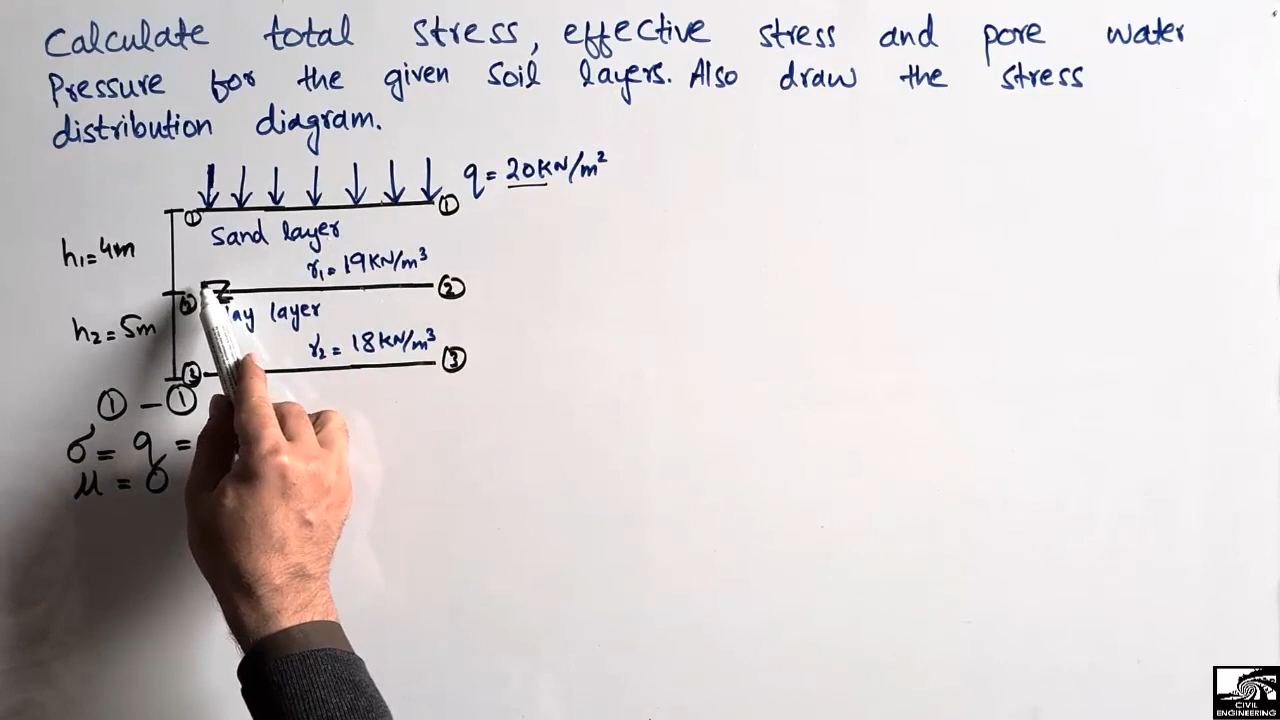 Calculate total stress, effective stress and pore water
Pressure for the given soil layers. Also draw the stress
distribution diagram.
q = 20KN/m²
① ①
Sand layer
h₁=4m
γ₁=19KN/m³
② ②
layer
h₂=5m
γ₂=18KN/m³
③ ③
①-①
σ= q =
μ = 0
CIVIL
ENGINEERING